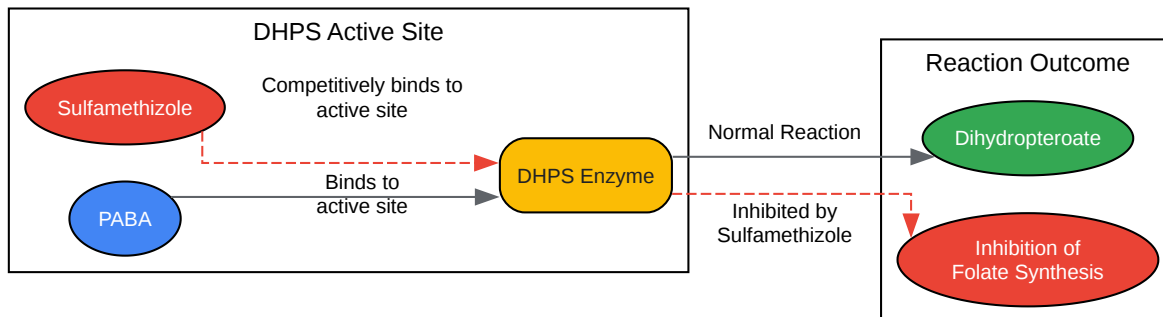 DHPS Active Site
Sulfamethizole
Competitively binds to
active site
PABA
Binds to
active site
DHPS Enzyme
Normal Reaction
Inhibited by
Sulfamethizole
Reaction Outcome
Dihydropteroate
Inhibition of
Folate Synthesis